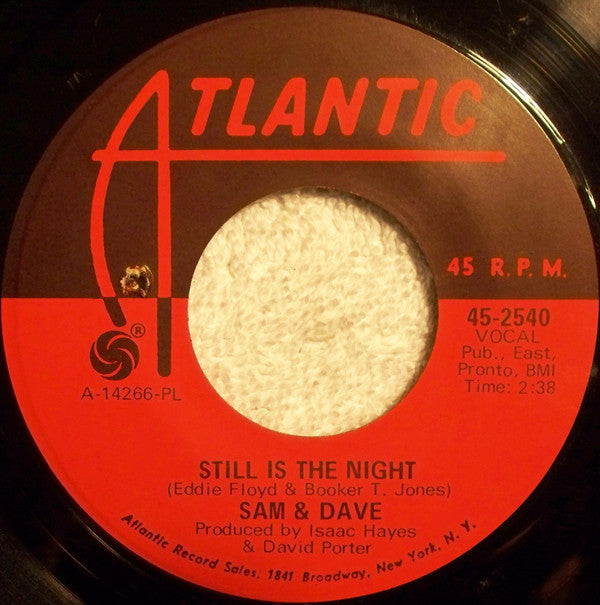 ATLANTIC
45 R.P.M.
®
A-14266-PL
45-2540
VOCAL
Pub., East,
Pronto, BMI
Time: 2:38
STILL IS THE NIGHT
(Eddie Floyd & Booker T. Jones)
SAM & DAVE
Produced by Isaac Hayes
& David Porter
Atlantic Record Sales, 1841 Broadway, New York, N. Y.